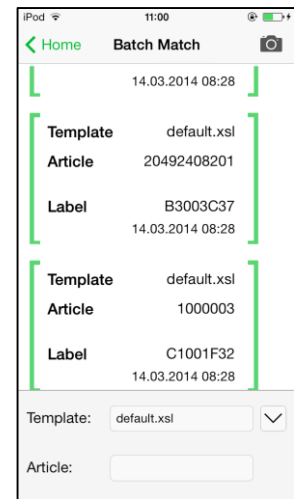 iPod 11:00
Home Batch Match
14.03.2014 08:28
Template default.xsl
Article 20492408201
Label B3003C37
14.03.2014 08:28
Template default.xsl
Article 1000003
Label C1001F32
14.03.2014 08:28
Template: default.xsl
Article: